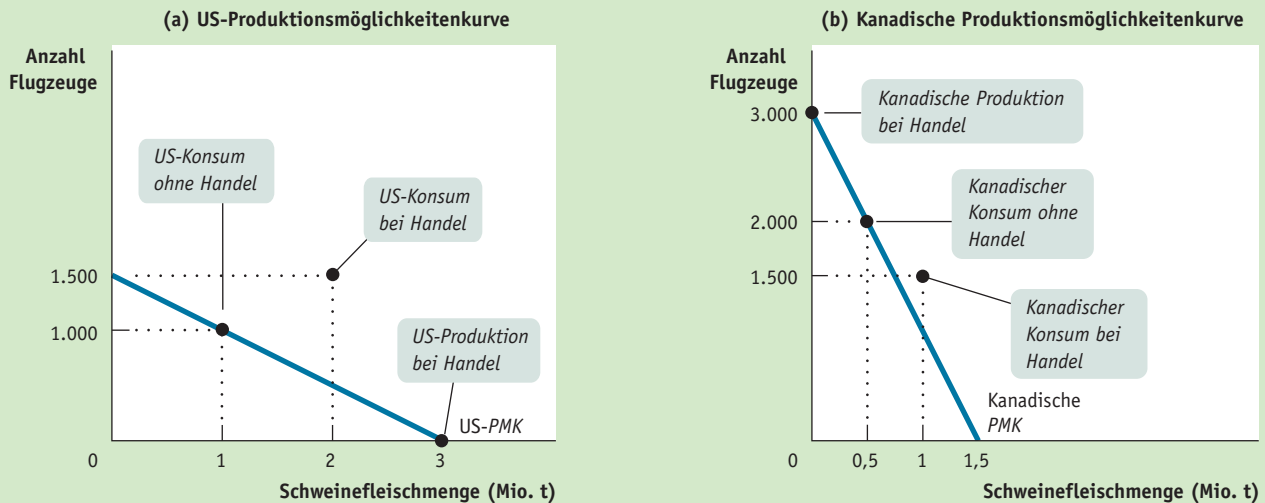 (a) US-Produktionsmöglichkeitenkurve
Anzahl
Flugzeuge
US-Konsum
ohne Handel
US-Konsum
bei Handel
1.500
1.000
US-Produktion
bei Handel
US-PMK
0
1
2
3
Schweinefleischmenge (Mio. t)
(b) Kanadische Produktionsmöglichkeitenkurve
Anzahl
Flugzeuge
3.000
Kanadische Produktion
bei Handel
Kanadischer
Konsum ohne
Handel
2.000
1.500
Kanadischer
Konsum bei
Handel
Kanadische
PMK
0
0,5
1
1,5
Schweinefleischmenge (Mio. t)